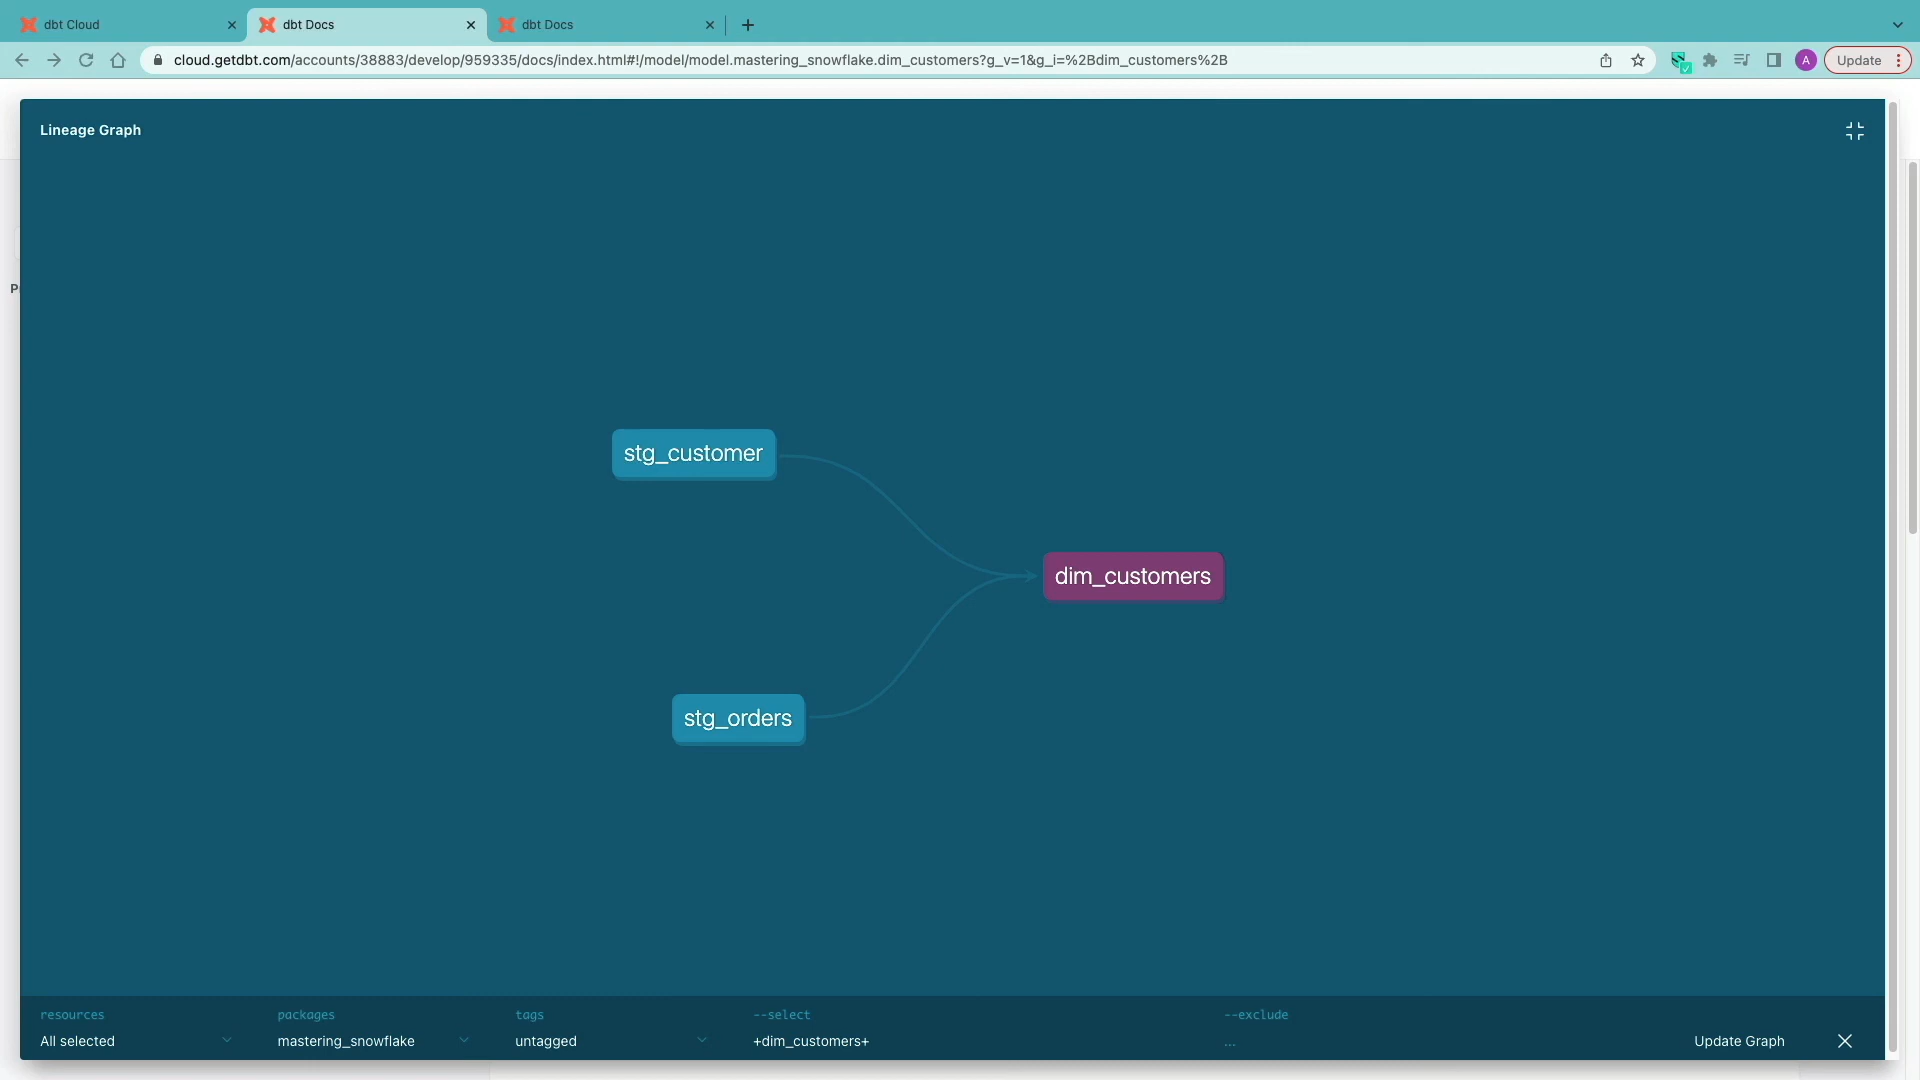 dbt Cloud
dbt Docs
dbt Docs
cloud.getdbt.com/accounts/38883/develop/959335/docs/index.html#!/model/model.mastering_snowflake.dim_customers?g_v=1&g_i=%2Bdim_customers%2B
A
Update
Lineage Graph
stg_customer
dim_customers
stg_orders
resources
packages
tags
--select
--exclude
All selected
mastering_snowflake
untagged
+dim_customers+
...
Update Graph